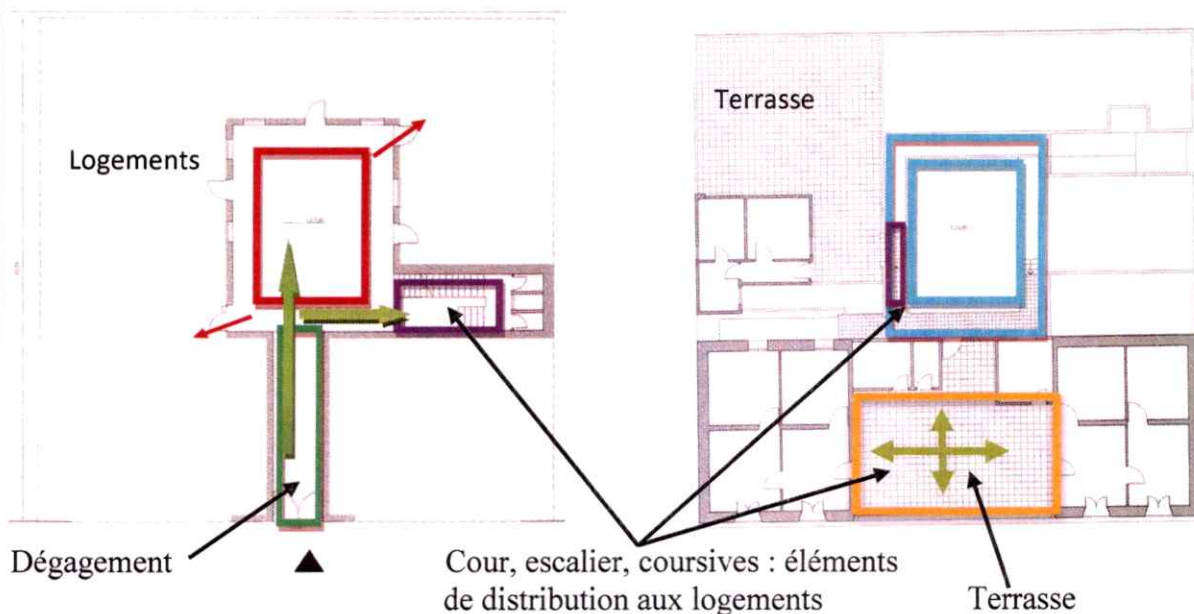 Terrasse
Logements
Dégagement
Cour, escalier, coursives : éléments
de distribution aux logements
Terrasse